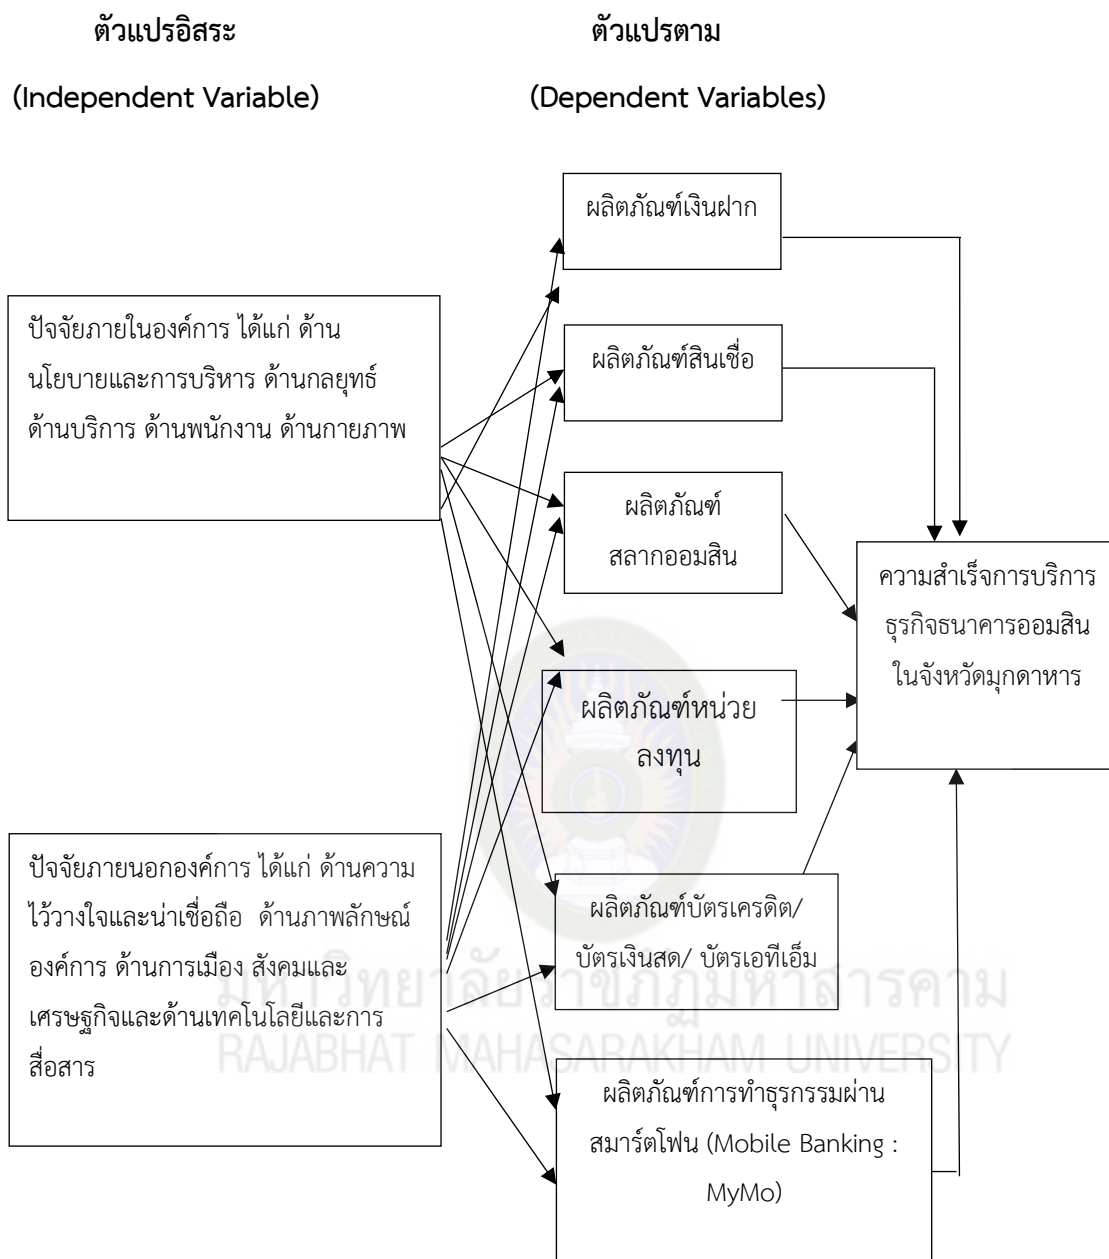 ตัวแปรอิสระ
(Independent Variable)
ตัวแปรตาม
(Dependent Variables)
ปัจจัยภายในองค์การ ได้แก่ ด้าน
นโยบายและการบริหาร ด้านกลยุทธ์
ด้านบริการ ด้านพนักงาน ด้านกายภาพ
ปัจจัยภายนอกองค์การ ได้แก่ ด้านความ
ไว้วางใจและน่าเชื่อถือ ด้านภาพลักษณ์
องค์การ ด้านการเมือง สังคมและ
เศรษฐกิจและด้านเทคโนโลยีและการ
สื่อสาร
ผลิตภัณฑ์เงินฝาก
ผลิตภัณฑ์สินเชื่อ
ผลิตภัณฑ์
สลากออมสิน
ผลิตภัณฑ์หน่วย
ลงทุน
ผลิตภัณฑ์บัตรเครดิต/
บัตรเงินสด/ บัตรเอทีเอ็ม
ผลิตภัณฑ์การทำธุรกรรมผ่าน
สมาร์ตโฟน (Mobile Banking :
MyMo)
ความสำเร็จการบริการ
ธุรกิจธนาคารออมสิน
ในจังหวัดมุกดาหาร
มหาวิทยาลัยราชภัฏมหาสารคาม
RAJABHAT MAHASARAKHAM UNIVERSITY